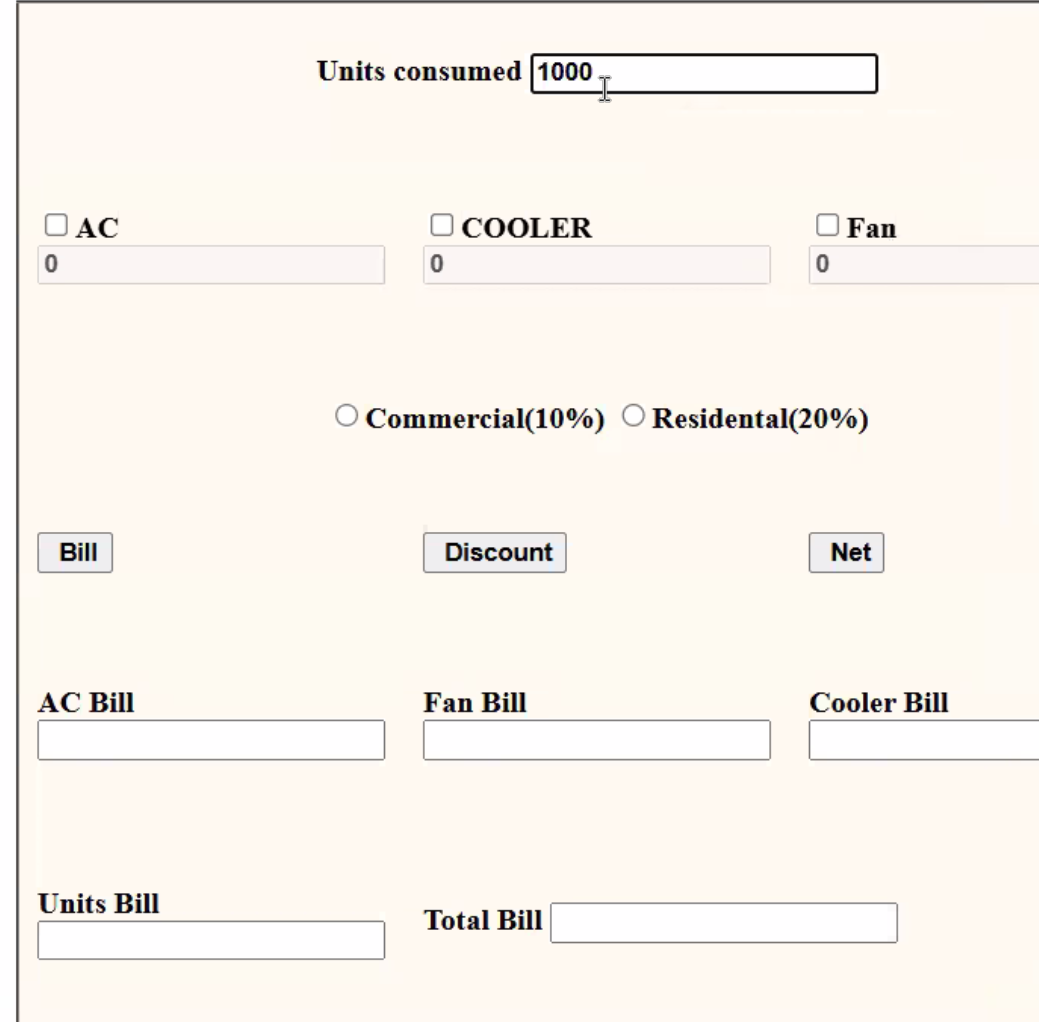 Units consumed 1000
AC COOLER Fan
0 0 0
Commercial(10%) Residental(20%)
Bill Discount Net
AC Bill Fan Bill Cooler Bill
Units Bill Total Bill